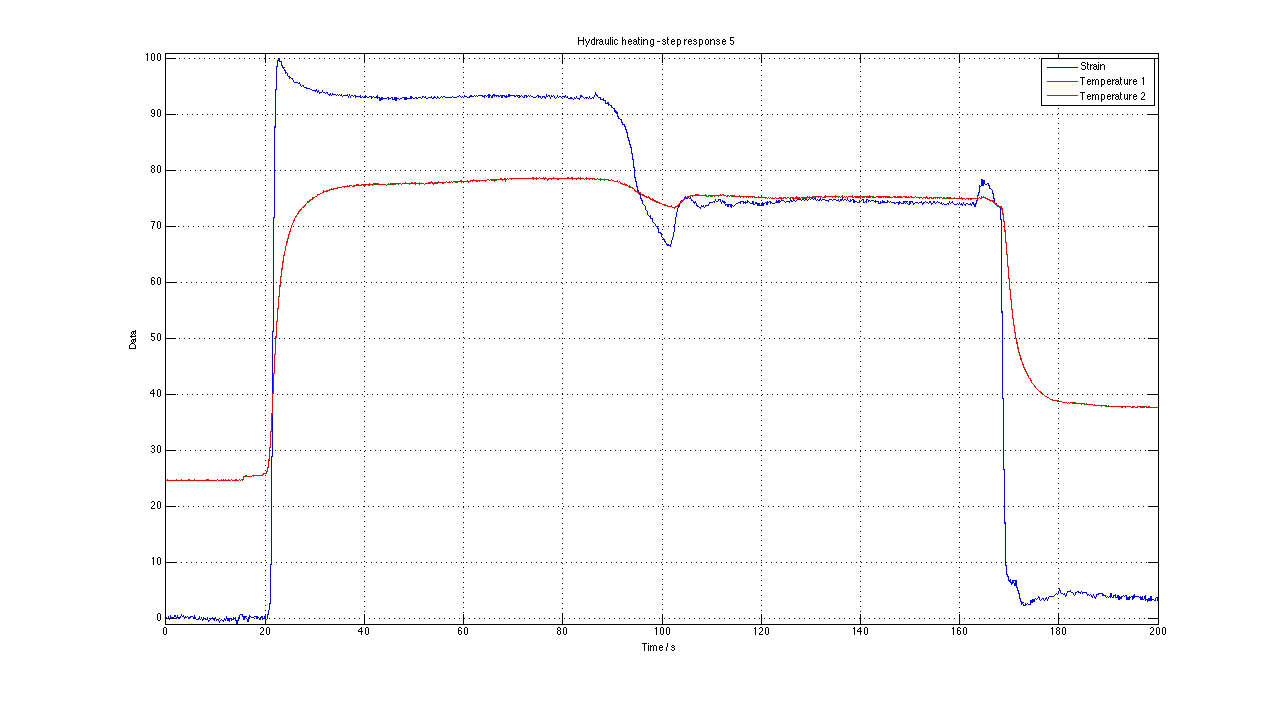 Hydraulic heating - step response 5
Strain
Temperature 1
Temperature 2
100
90
80
70
60
50
40
30
20
10
0
Data
0 20 40 60 80 100 120 140 160 180 200
Time / s